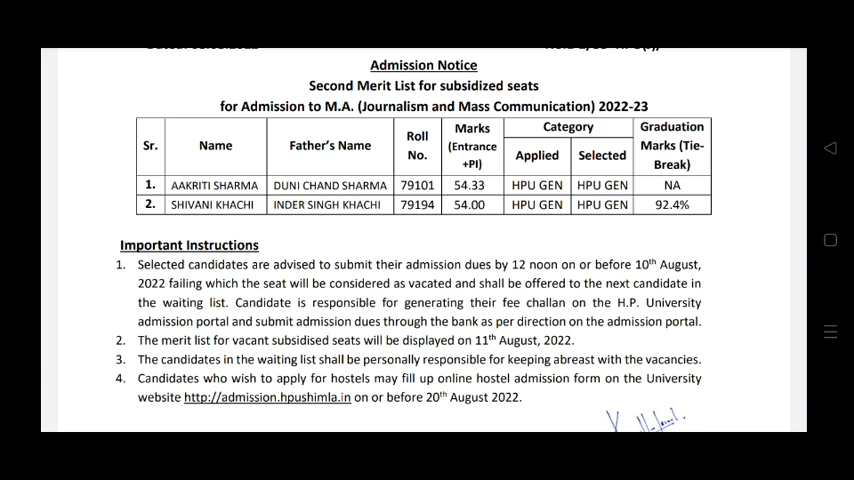 Admission Notice
Second Merit List for subsidized seats
for Admission to M.A. (Journalism and Mass Communication) 2022-23
Sr. Name Father's Name Roll No. Marks (Entrance +PI) Category Applied Selected Graduation Marks (Tie-Break)
1. AAKRITI SHARMA DUNI CHAND SHARMA 79101 54.33 HPU GEN HPU GEN NA
2. SHIVANI KHACHI INDER SINGH KHACHI 79194 54.00 HPU GEN HPU GEN 92.4%
Important Instructions
1. Selected candidates are advised to submit their admission dues by 12 noon on or before 10th August,
2022 failing which the seat will be considered as vacated and shall be offered to the next candidate in
the waiting list. Candidate is responsible for generating their fee challan on the H.P. University
admission portal and submit admission dues through the bank as per direction on the admission portal.
2. The merit list for vacant subsidised seats will be displayed on 11th August, 2022.
3. The candidates in the waiting list shall be personally responsible for keeping abreast with the vacancies.
4. Candidates who wish to apply for hostels may fill up online hostel admission form on the University
website http://admission.hpushimla.in on or before 20th August 2022.